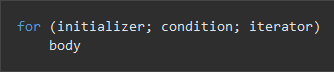 for (initializer; condition; iterator)
    body